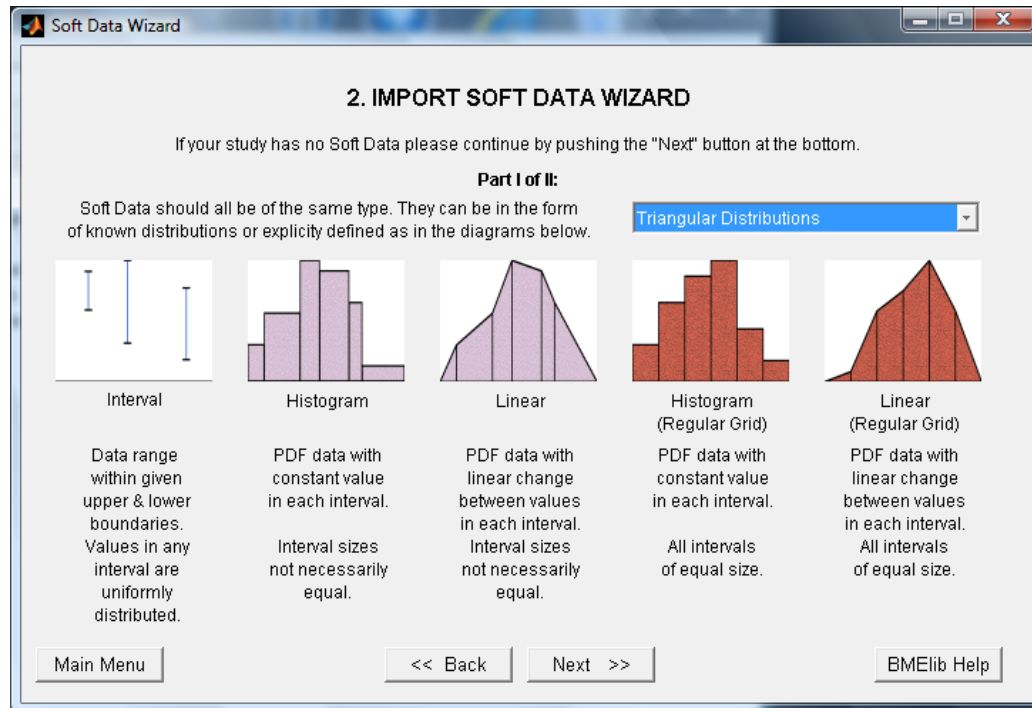 Soft Data Wizard
2. IMPORT SOFT DATA WIZARD
If your study has no Soft Data please continue by pushing the "Next" button at the bottom.
Part I of II:
Soft Data should all be of the same type. They can be in the form
of known distributions or explicity defined as in the diagrams below.
Triangular Distributions
Interval
Data range
within given
upper & lower
boundaries.
Values in any
interval are
uniformly
distributed.
Histogram
PDF data with
constant value
in each interval.
Interval sizes
not necessarily
equal.
Linear
PDF data with
linear change
between values
in each interval.
Interval sizes
not necessarily
equal.
Histogram
(Regular Grid)
PDF data with
constant value
in each interval.
All intervals
of equal size.
Linear
(Regular Grid)
PDF data with
linear change
between values
in each interval.
All intervals
of equal size.
Main Menu
<< Back
Next >>
BMElib Help